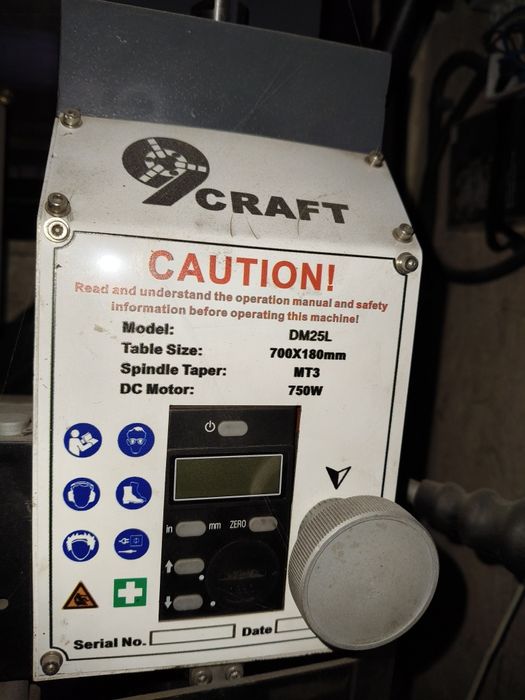 9 CRAFT
CAUTION!
Read and understand the operation manual and safety
information before operating this machine!
Model: DM25L
Table Size: 700X180mm
Spindle Taper: MT3
DC Motor: 750W
in mm ZERO
Serial No. Date